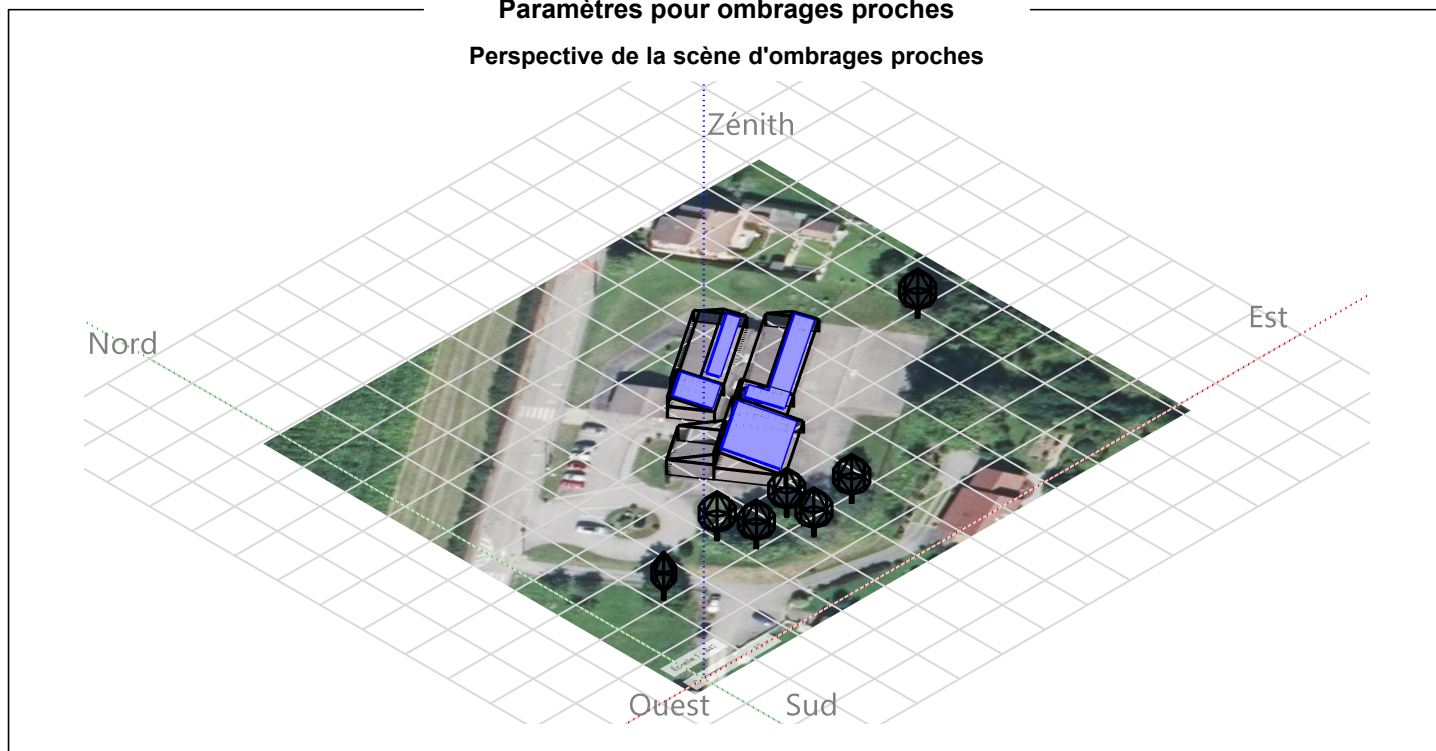 Paramètres pour ombrages proches
Perspective de la scène d'ombrages proches
Zénith
Est
Nord
Ouest
Sud